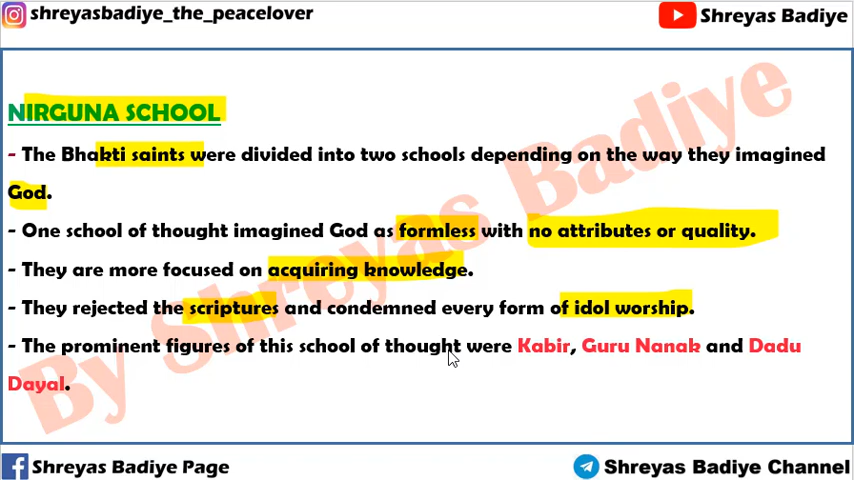 shreyasbadiye_the_peacelover
Shreyas Badiye
NIRGUNA SCHOOL
- The Bhakti saints were divided into two schools depending on the way they imagined
God.
- One school of thought imagined God as formless with no attributes or quality.
- They are more focused on acquiring knowledge.
- They rejected the scriptures and condemned every form of idol worship.
- The prominent figures of this school of thought were Kabir, Guru Nanak and Dadu
Dayal.
By Shreyas Badiye
Shreyas Badiye Page
Shreyas Badiye Channel